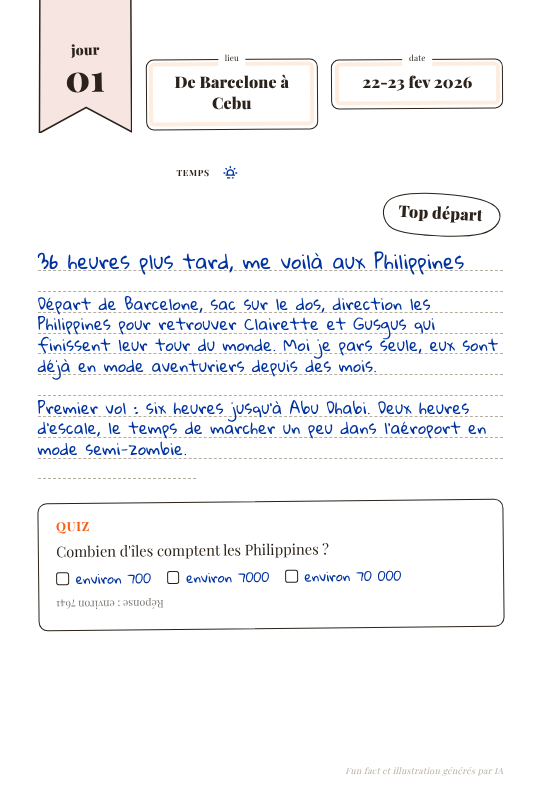 jour
01
lieu
De Barcelone à
Cebu
date
22-23 fev 2026
TEMPS
Top départ
36 heures plus tard, me voilà aux Philippines
Départ de Barcelone, sac sur le dos, direction les
Philippines pour retrouver Clairette et Gusgus qui
finissent leur tour du monde. Moi je pars seule, eux sont
déjà en mode aventuriers depuis des mois.
Premier vol : six heures jusqu'à Abu Dhabi. Deux heures
d'escale, le temps de marcher un peu dans l'aéroport en
mode semi-zombie.
QUIZ
Combien d'îles comptent les Philippines ?
environ 700 environ 7000 environ 70 000
Réponse : environ 7641
Fun fact et illustration générés par IA